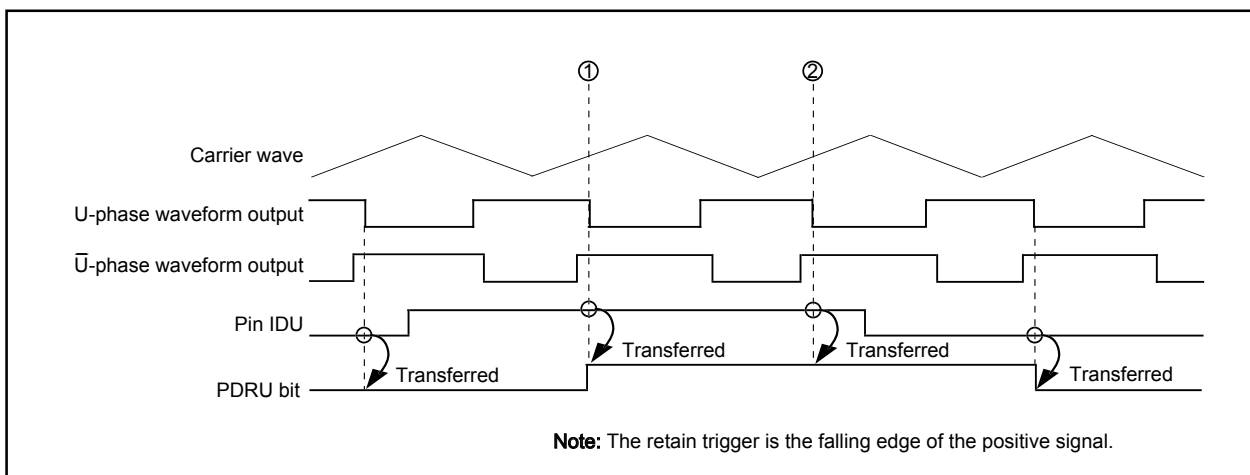 ① ②
Carrier wave
U-phase waveform output
U̅-phase waveform output
Pin IDU
Transferred Transferred
Transferred Transferred
PDRU bit
Note: The retain trigger is the falling edge of the positive signal.